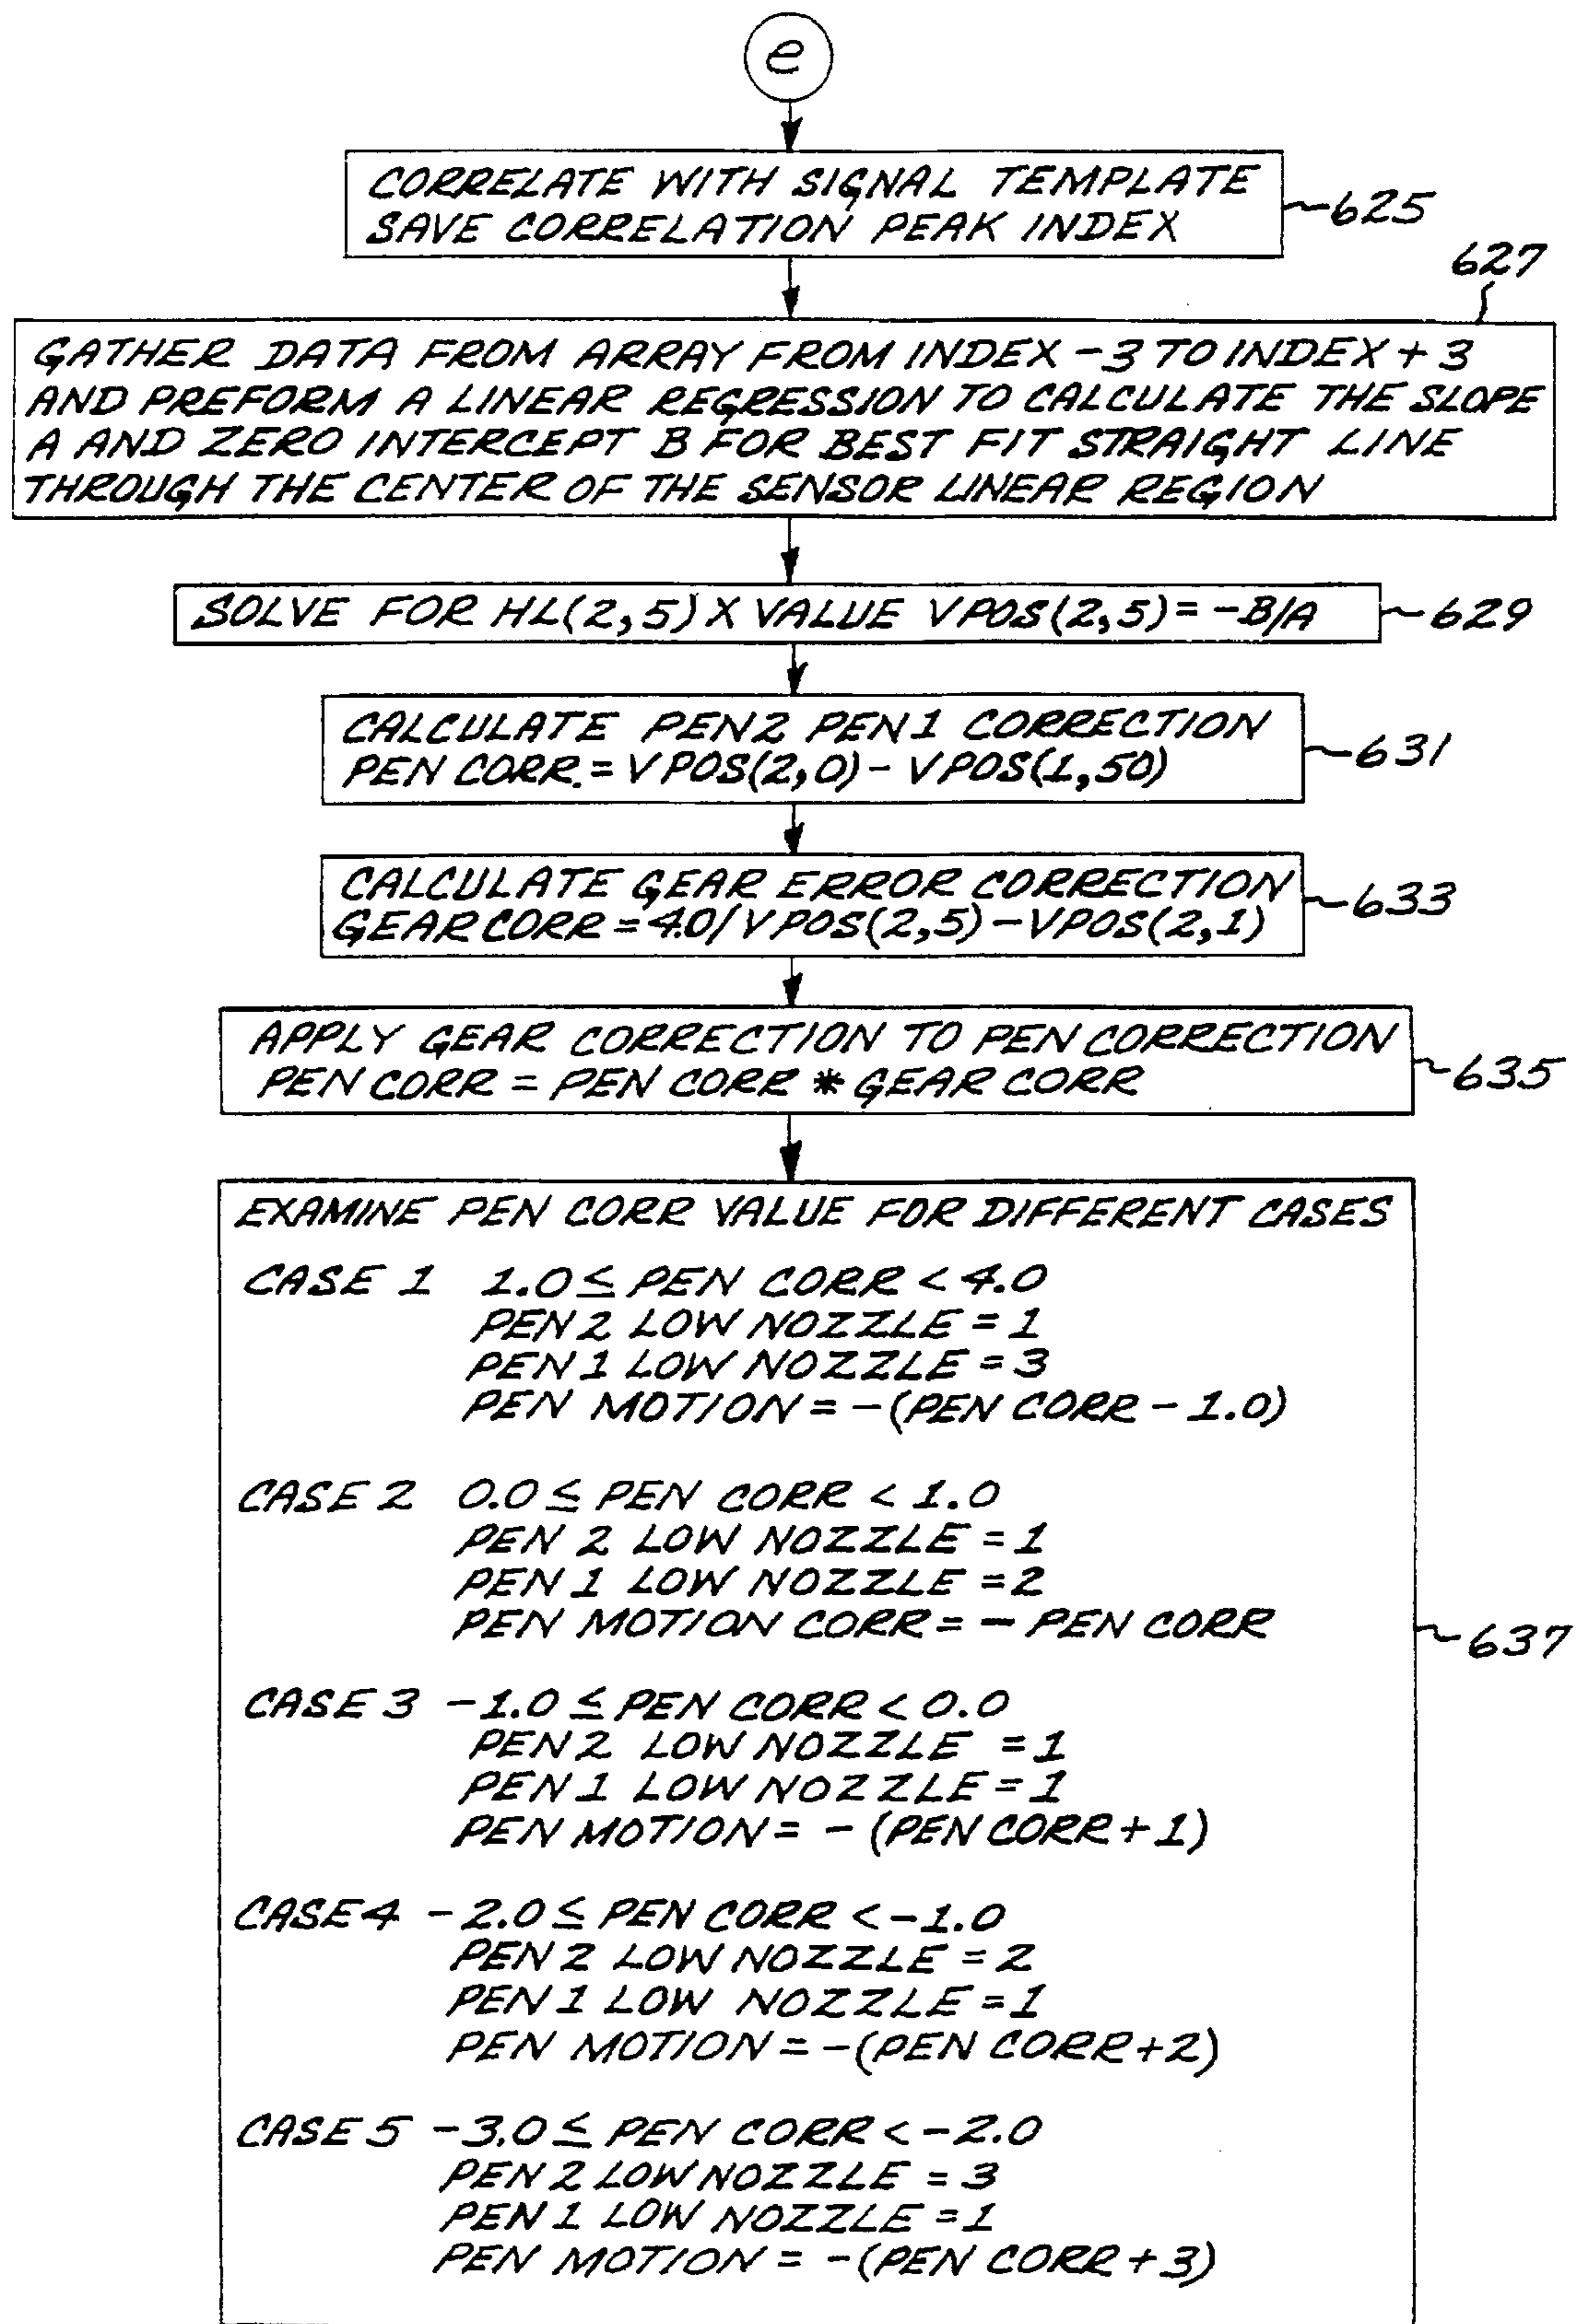 e
CORRELATE WITH SIGNAL TEMPLATE
SAVE CORRELATION PEAK INDEX
625
627
GATHER DATA FROM ARRAY FROM INDEX -3 TO INDEX + 3
AND PREFORM A LINEAR REGRESSION TO CALCULATE THE SLOPE
A AND ZERO INTERCEPT B FOR BEST FIT STRAIGHT LINE
THROUGH THE CENTER OF THE SENSOR LINEAR REGION
SOLVE FOR HL(2,5) X VALUE VPOS(2,5) = -B/A
629
CALCULATE PEN2 PEN1 CORRECTION
PEN CORR. = VPOS(2,0) - VPOS(1,50)
631
CALCULATE GEAR ERROR CORRECTION
GEAR CORR = 4.0/VPOS(2,5) - VPOS(2,1)
633
APPLY GEAR CORRECTION TO PEN CORRECTION
PEN CORR = PEN CORR * GEAR CORR
635
EXAMINE PEN CORR VALUE FOR DIFFERENT CASES
CASE 1 1.0 ≤ PEN CORR < 4.0
PEN 2 LOW NOZZLE = 1
PEN 1 LOW NOZZLE = 3
PEN MOTION = -(PEN CORR - 1.0)
CASE 2 0.0 ≤ PEN CORR < 1.0
PEN 2 LOW NOZZLE = 1
PEN 1 LOW NOZZLE = 2
PEN MOTION CORR = - PEN CORR
637
CASE 3 -1.0 ≤ PEN CORR < 0.0
PEN 2 LOW NOZZLE = 1
PEN 1 LOW NOZZLE = 1
PEN MOTION = - (PEN CORR + 1)
CASE 4 -2.0 ≤ PEN CORR < -1.0
PEN 2 LOW NOZZLE = 2
PEN 1 LOW NOZZLE = 1
PEN MOTION = -(PEN CORR + 2)
CASE 5 -3.0 ≤ PEN CORR < -2.0
PEN 2 LOW NOZZLE = 3
PEN 1 LOW NOZZLE = 1
PEN MOTION = -(PEN CORR + 3)